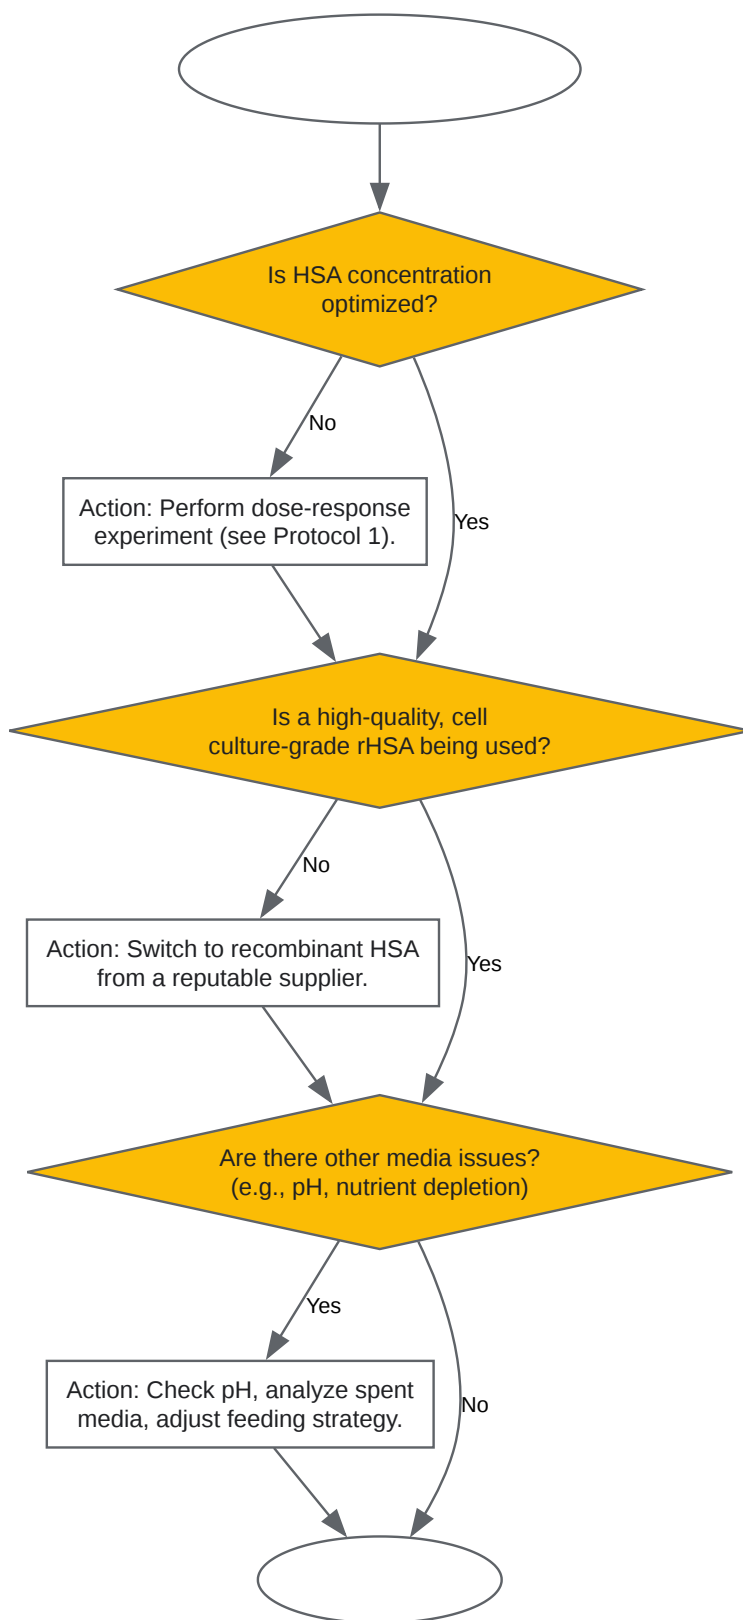 Is HSA concentration
optimized?
No
Yes
Action: Perform dose-response
experiment (see Protocol 1).
Is a high-quality, cell
culture-grade rHSA being used?
No
Yes
Action: Switch to recombinant HSA
from a reputable supplier.
Are there other media issues?
(e.g., pH, nutrient depletion)
Yes
No
Action: Check pH, analyze spent
media, adjust feeding strategy.